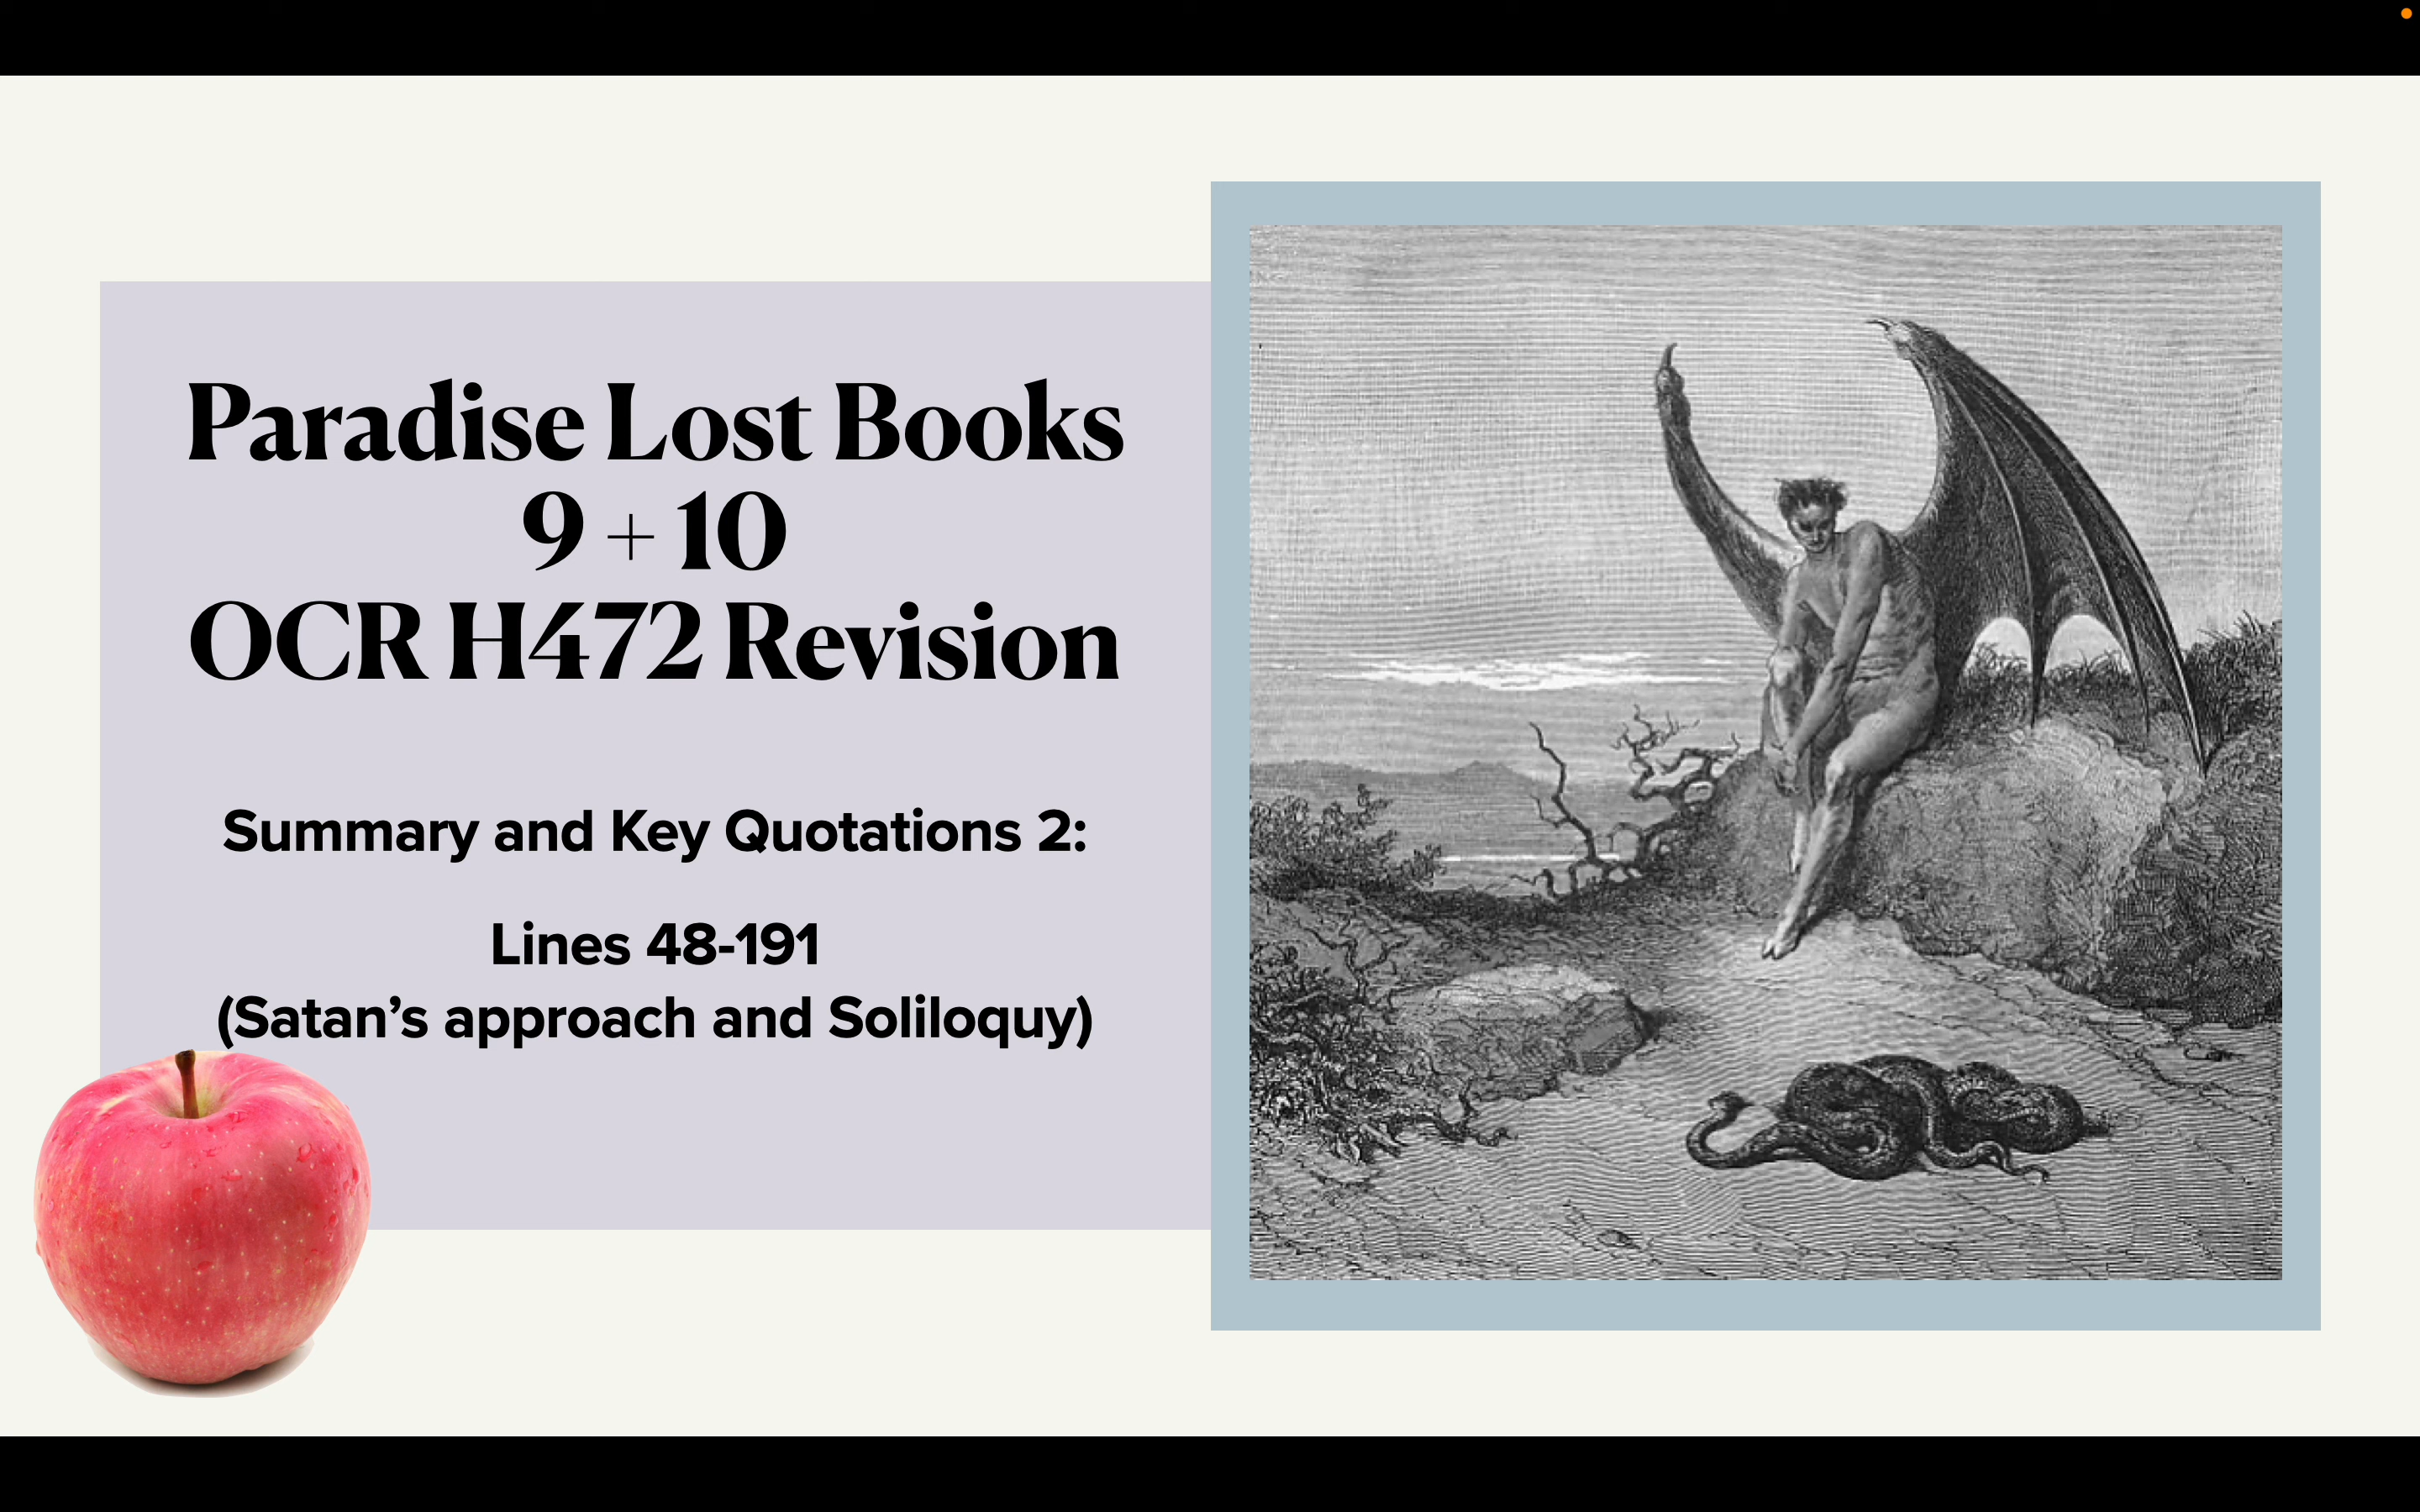 Paradise Lost Books
9 + 10
OCR H472 Revision
Summary and Key Quotations 2:
Lines 48-191
(Satan’s approach and Soliloquy)